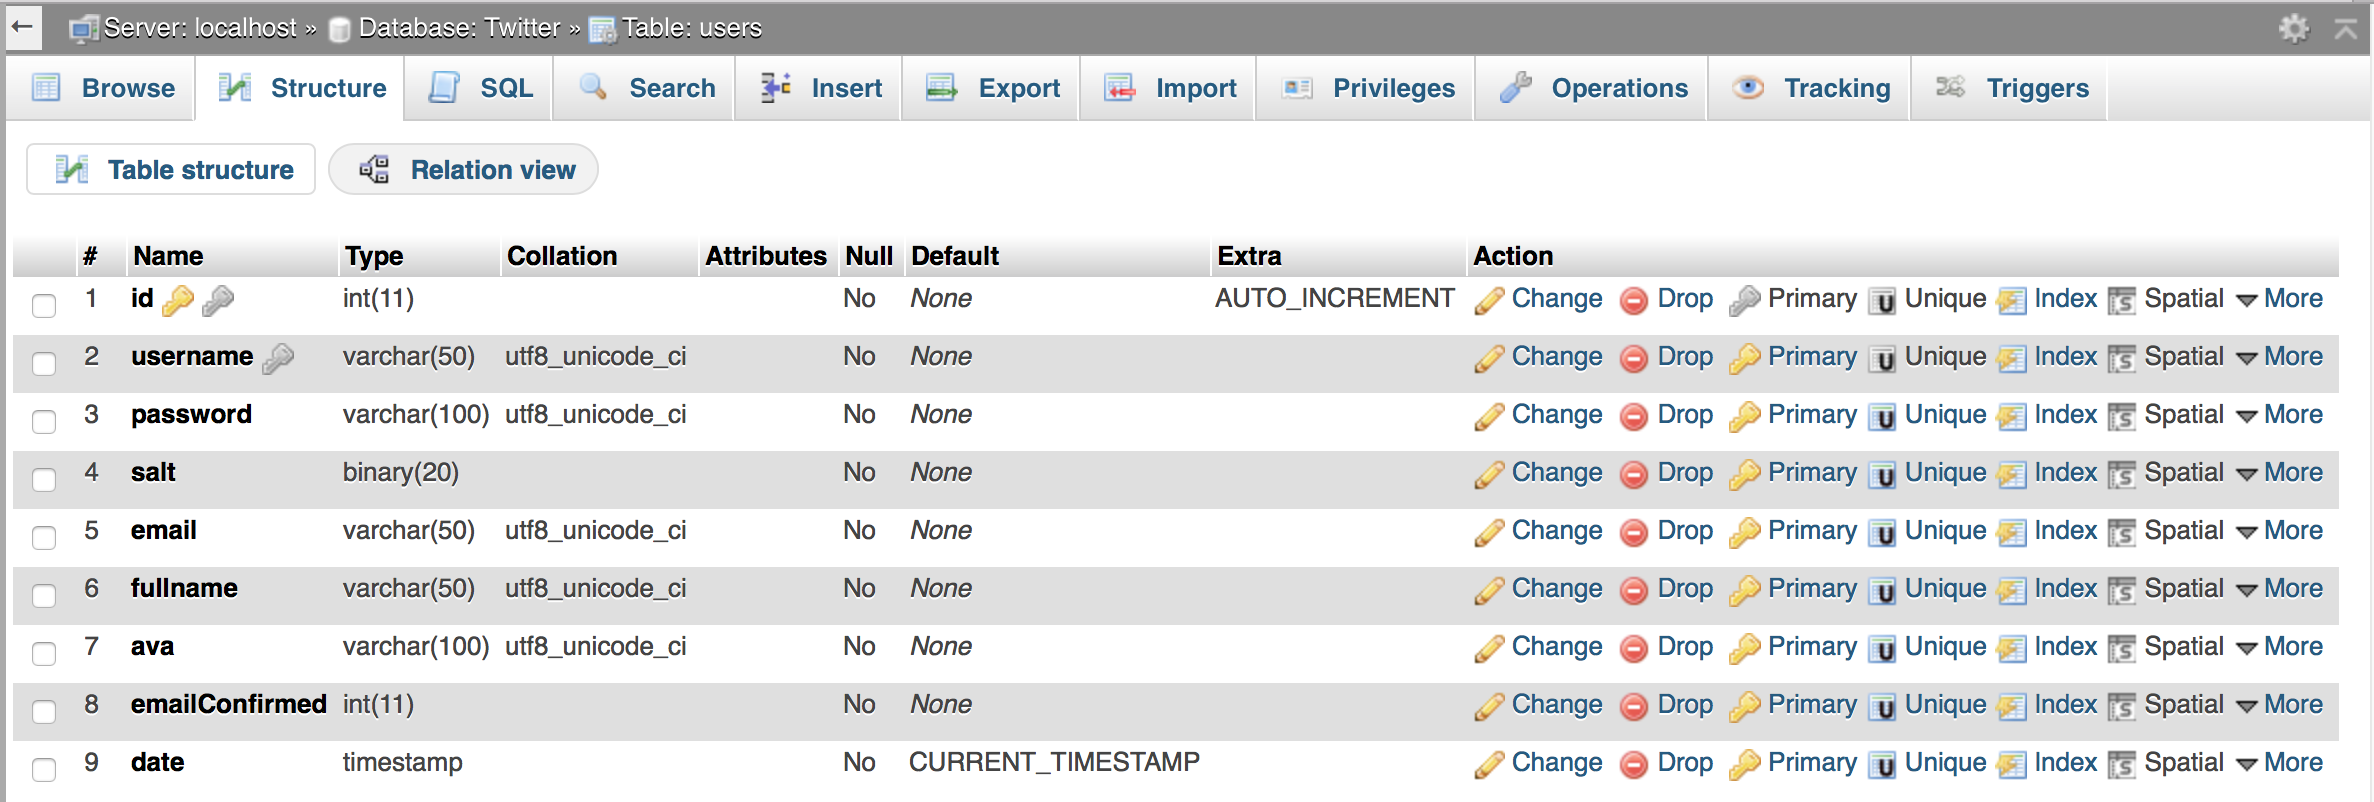 Server: localhost » Database: Twitter » Table: users
Browse Structure SQL Search Insert Export Import Privileges Operations Tracking Triggers
Table structure Relation view
# Name Type Collation Attributes Null Default Extra Action
1 id int(11) No None AUTO_INCREMENT Change Drop Primary Unique Index Spatial More
2 username varchar(50) utf8_unicode_ci No None Change Drop Primary Unique Index Spatial More
3 password varchar(100) utf8_unicode_ci No None Change Drop Primary Unique Index Spatial More
4 salt binary(20) No None Change Drop Primary Unique Index Spatial More
5 email varchar(50) utf8_unicode_ci No None Change Drop Primary Unique Index Spatial More
6 fullname varchar(50) utf8_unicode_ci No None Change Drop Primary Unique Index Spatial More
7 ava varchar(100) utf8_unicode_ci No None Change Drop Primary Unique Index Spatial More
8 emailConfirmed int(11) No None Change Drop Primary Unique Index Spatial More
9 date timestamp No CURRENT_TIMESTAMP Change Drop Primary Unique Index Spatial More